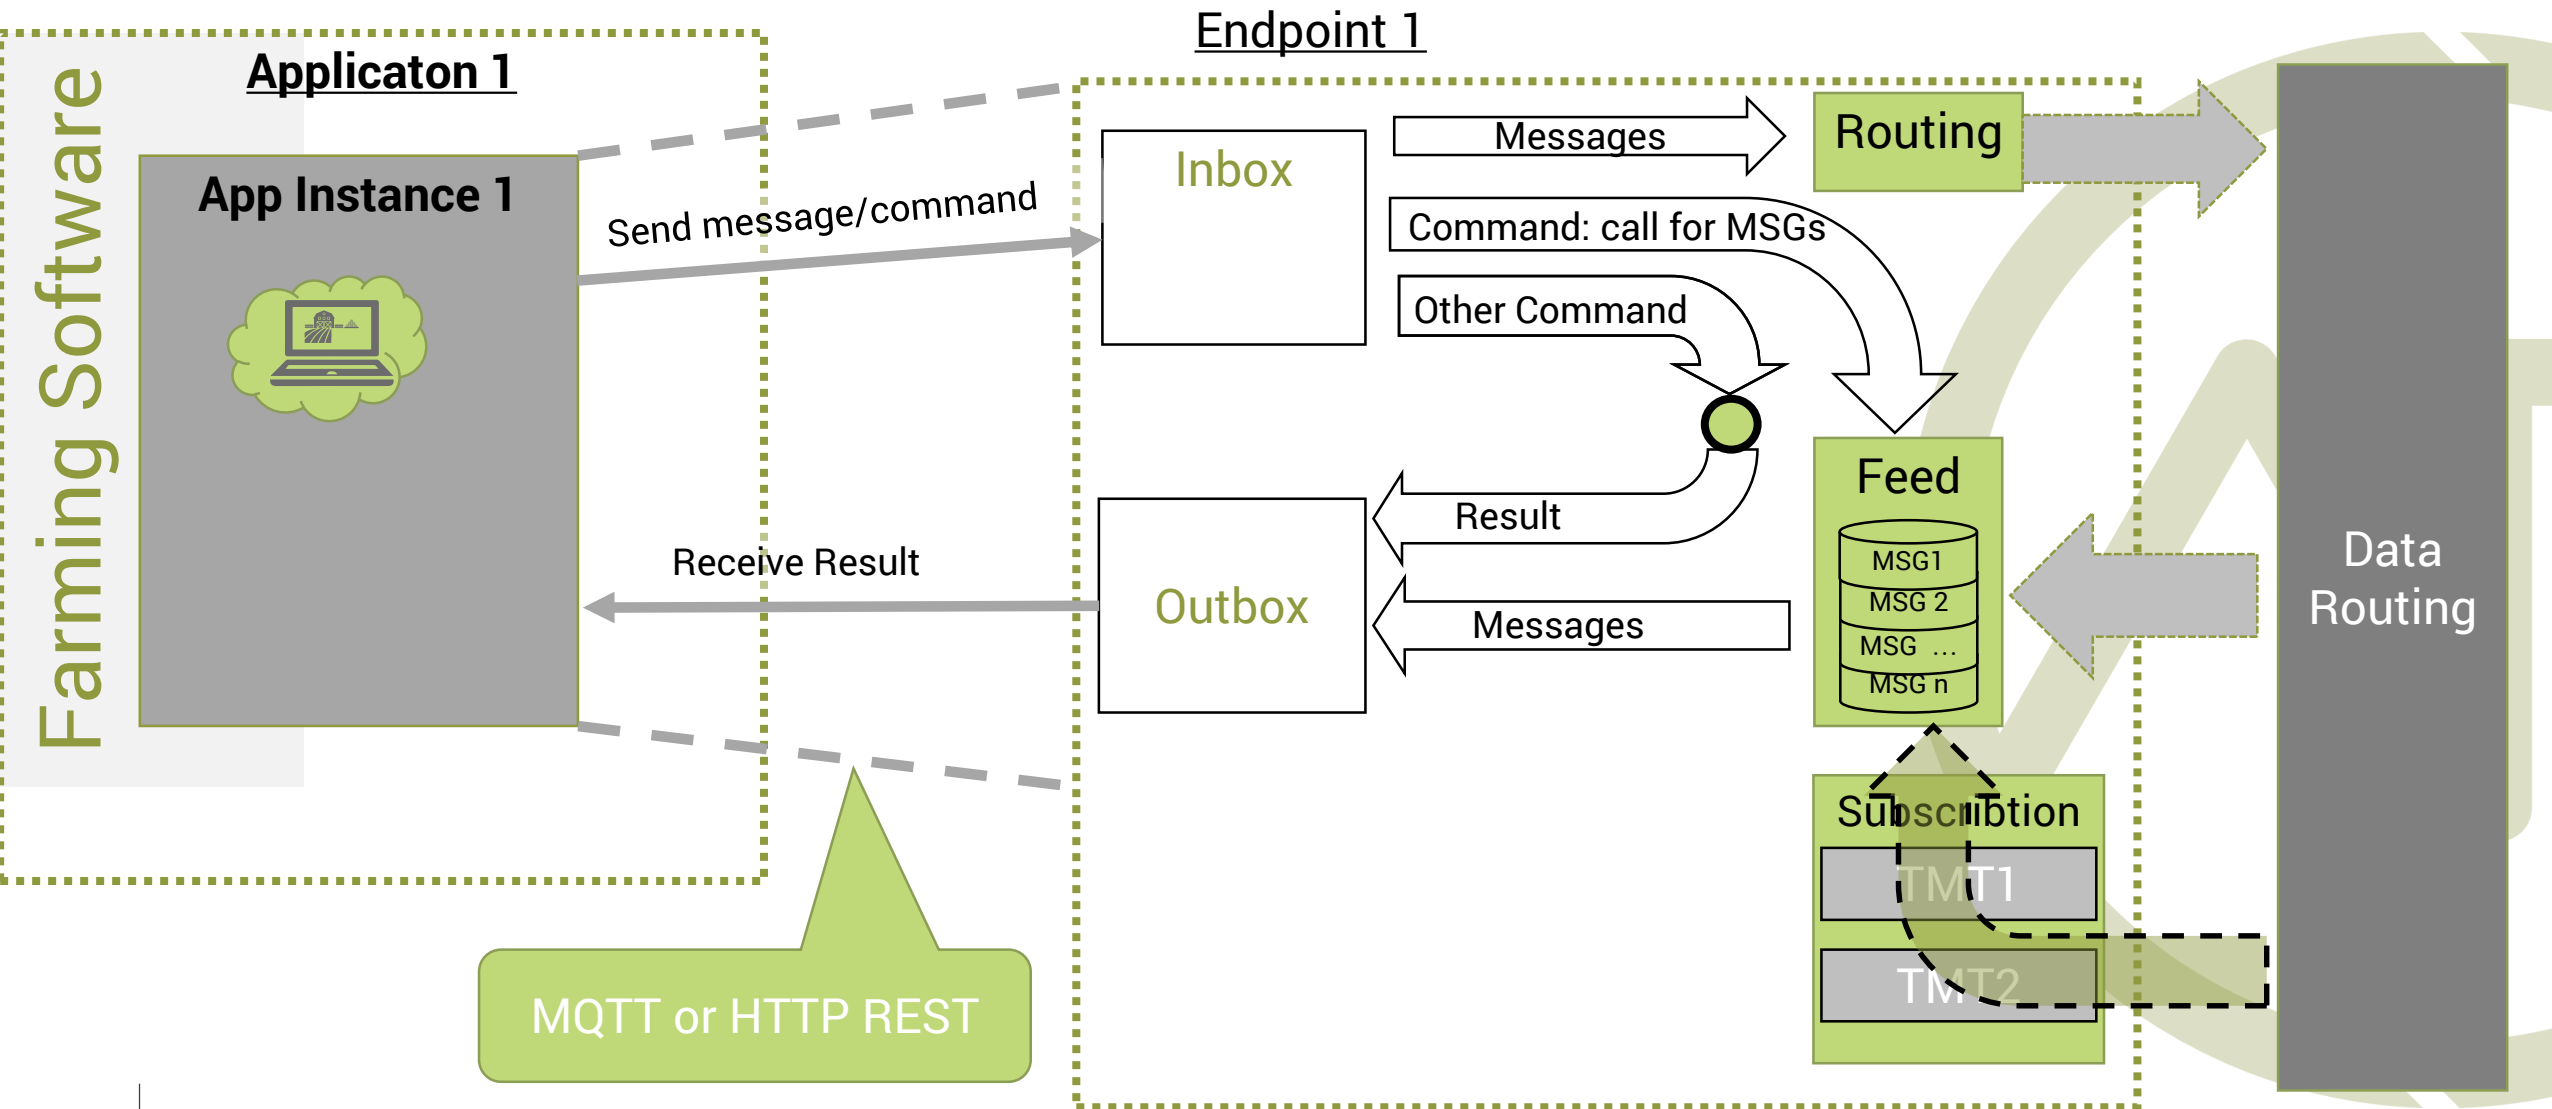 Endpoint 1
Applicaton 1
Farming Software
App Instance 1
Send message/command
Receive Result
MQTT or HTTP REST
Inbox
Messages
Routing
Command: call for MSGs
Other Command
Feed
MSG1
MSG 2
MSG ...
MSG n
Result
Outbox
Messages
Subscribtion
TMT1
TMT2
Data
Routing